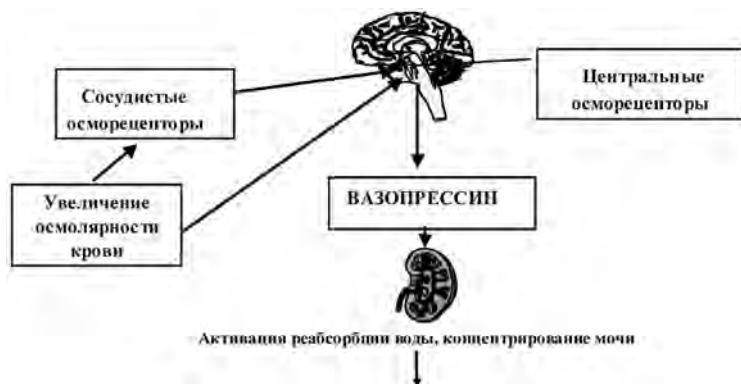 Сосудистые
осморецепторы
Центральные
осморецепторы
Увеличение
осмолярности
крови
ВАЗОПРЕССИН
Активация реабсорбции воды, концентрирование мочи